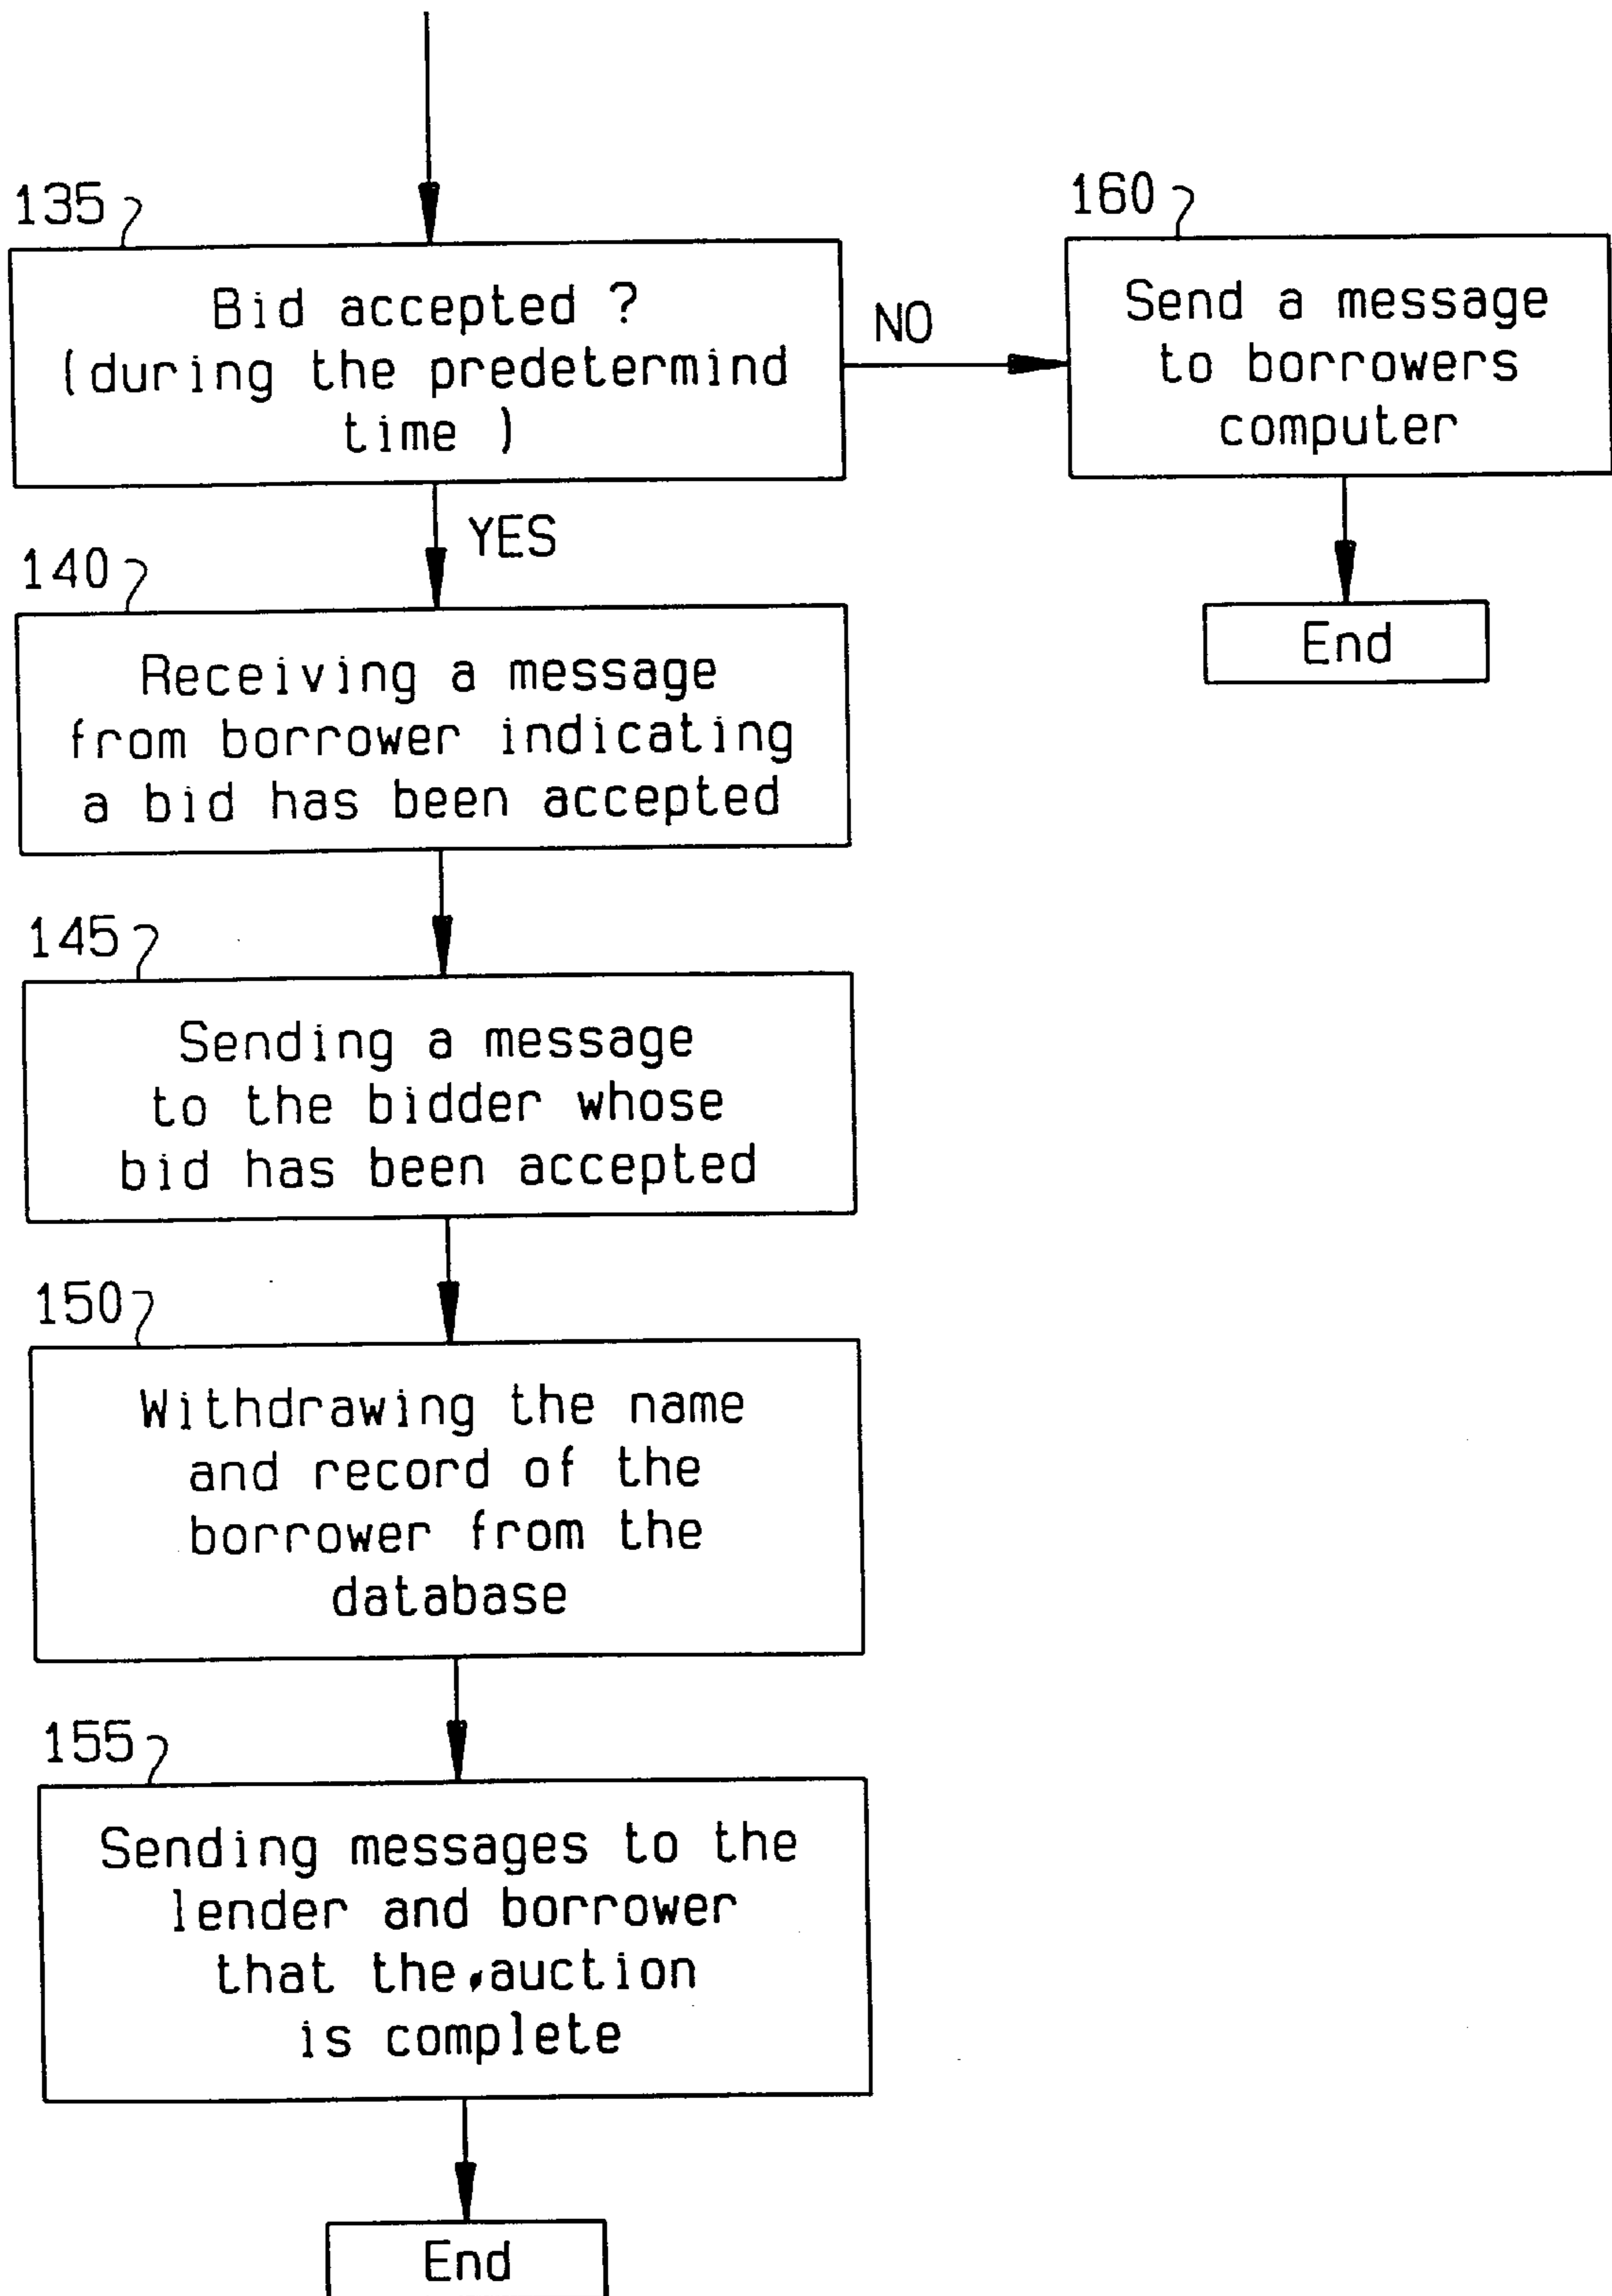 135
Bid accepted ?
(during the predetermind
time )
NO
160
Send a message
to borrowers
computer
YES
End
140
Receiving a message
from borrower indicating
a bid has been accepted
145
Sending a message
to the bidder whose
bid has been accepted
150
Withdrawing the name
and record of the
borrower from the
database
155
Sending messages to the
lender and borrower
that the auction
is complete
End